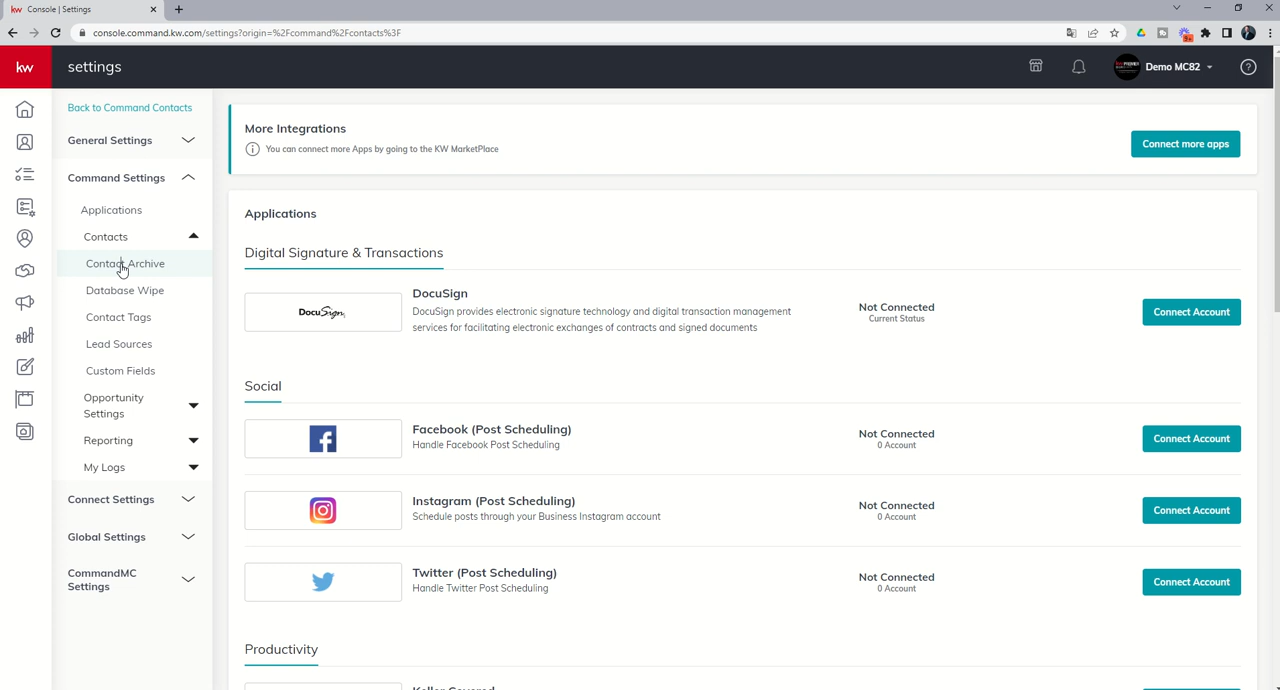 kw Console | Settings
console.command.kw.com/settings?origin=%2Fcommand%2Fcontacts%3F
9+
kw
settings
Demo MC82
Back to Command Contacts
General Settings
Command Settings
Applications
Contacts
Contact Archive
Database Wipe
Contact Tags
Lead Sources
Custom Fields
Opportunity
Settings
Reporting
My Logs
Connect Settings
Global Settings
CommandMC
Settings
More Integrations
You can connect more Apps by going to the KW MarketPlace
Connect more apps
Applications
Digital Signature & Transactions
DocuSign
DocuSign
DocuSign provides electronic signature technology and digital transaction management
services for facilitating electronic exchanges of contracts and signed documents
Not Connected
Current Status
Connect Account
Social
Facebook (Post Scheduling)
Handle Facebook Post Scheduling
Not Connected
0 Account
Connect Account
Instagram (Post Scheduling)
Schedule posts through your Business Instagram account
Not Connected
0 Account
Connect Account
Twitter (Post Scheduling)
Handle Twitter Post Scheduling
Not Connected
0 Account
Connect Account
Productivity
Keller Covered